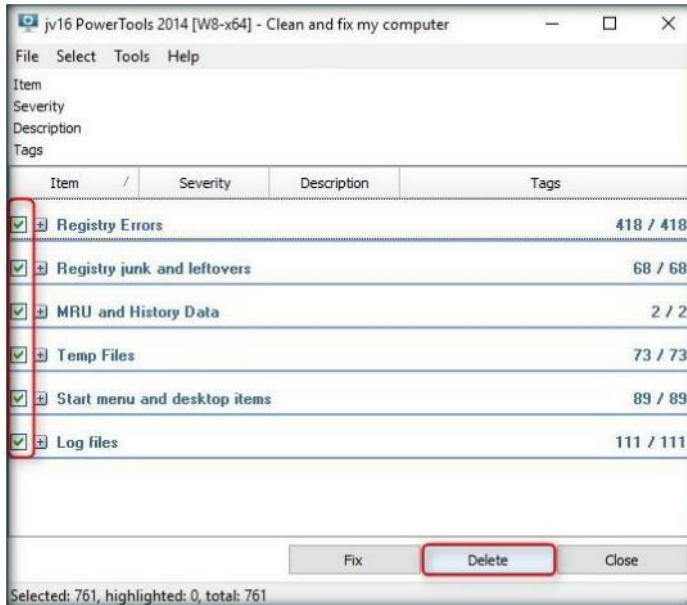 jv16 PowerTools 2014 [W8-x64] - Clean and fix my computer
File Select Tools Help
Item
Severity
Description
Tags
Item / Severity Description Tags
Registry Errors 418 / 418
Registry junk and leftovers 68 / 68
MRU and History Data 2 / 2
Temp Files 73 / 73
Start menu and desktop items 89 / 89
Log files 111 / 111
Fix Delete Close
Selected: 761, highlighted: 0, total: 761